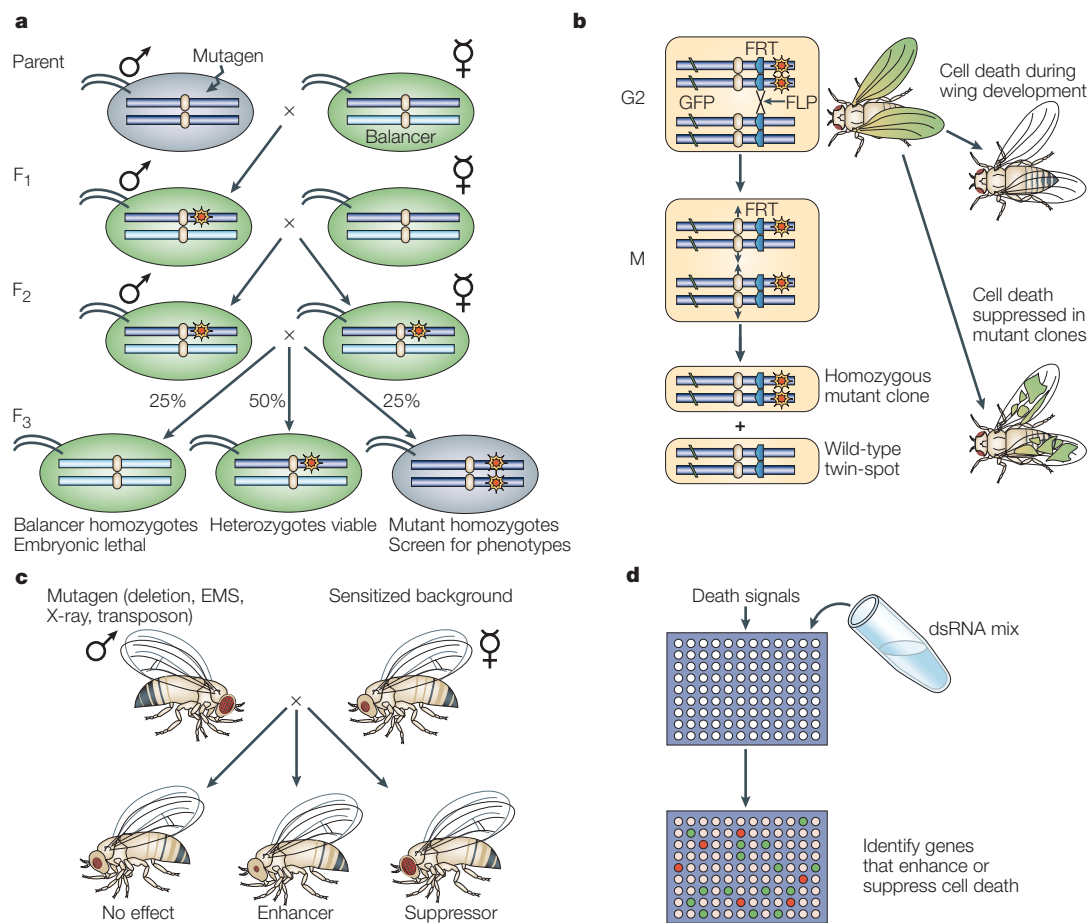 a
Parent
Mutagen
×
Balancer
F1
×
F2
×
25%
50%
25%
F3
Balancer homozygotes
Embryonic lethal
Heterozygotes viable
Mutant homozygotes
Screen for phenotypes
b
G2
FRT
GFP
FLP
Cell death during
wing development
M
FRT
Cell death
suppressed in
mutant clones
Homozygous
mutant clone
+
Wild-type
twin-spot
c
Mutagen (deletion, EMS,
X-ray, transposon)
Sensitized background
×
No effect
Enhancer
Suppressor
d
Death signals
dsRNA mix
Identify genes
that enhance or
suppress cell death